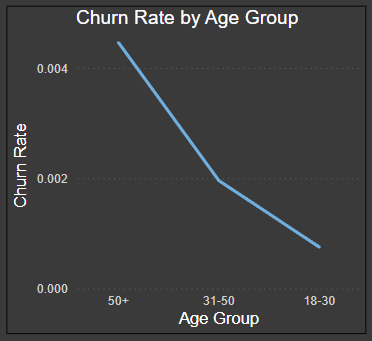 Churn Rate by Age Group
0.004
0.002
0.000
Churn Rate
50+ 31-50 18-30
Age Group